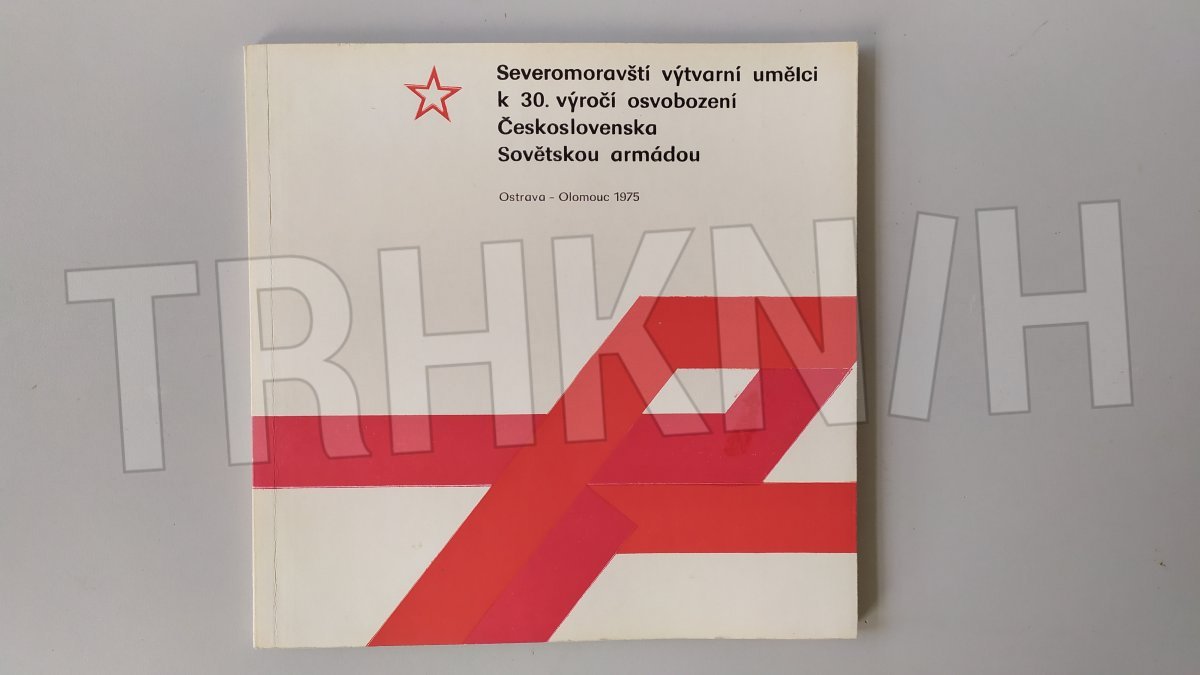 Severomoravští výtvarní umělci
k 30. výročí osvobození
Československa
Sovětskou armádou
Ostrava - Olomouc 1975
TRHKNIH